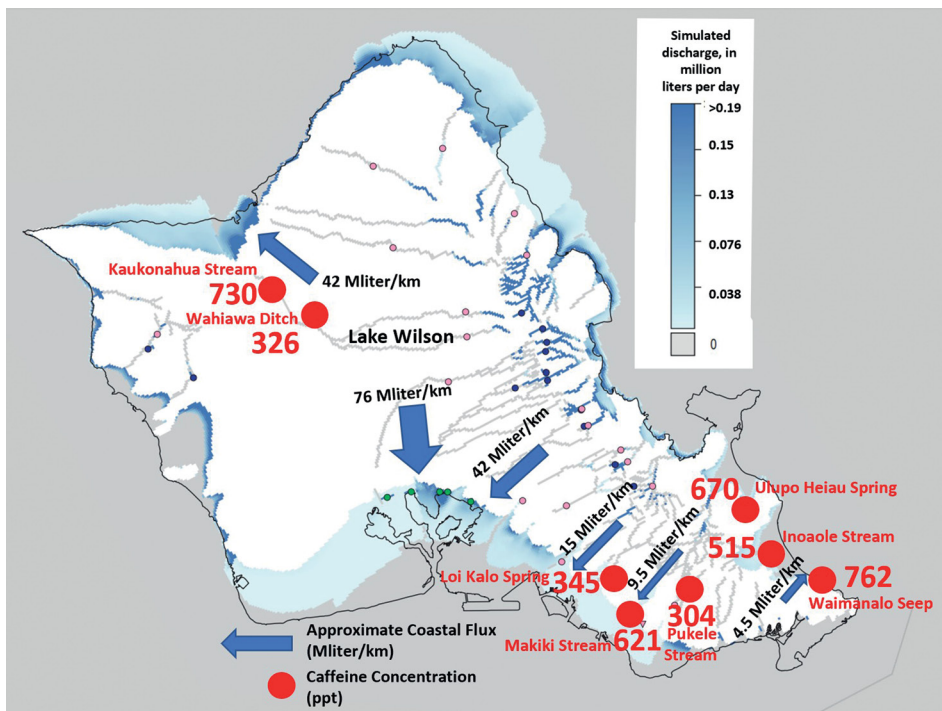 Simulated
discharge, in
million
liters per day
>0.19
0.15
0.13
0.076
0.038
0
Kaukonahua Stream
730
42 Mliter/km
Wahiawa Ditch
326
Lake Wilson
76 Mliter/km
42 Mliter/km
670
Ulupo Heiau Spring
15 Mliter/km
9.5 Mliter/km
515
Inoaole Stream
4.5 Mliter/km
762
Waimanalo Seep
Loi Kalo Spring
345
304
Pukele
Stream
Makiki Stream
621
Approximate Coastal Flux
(Mliter/km)
Caffeine Concentration
(ppt)